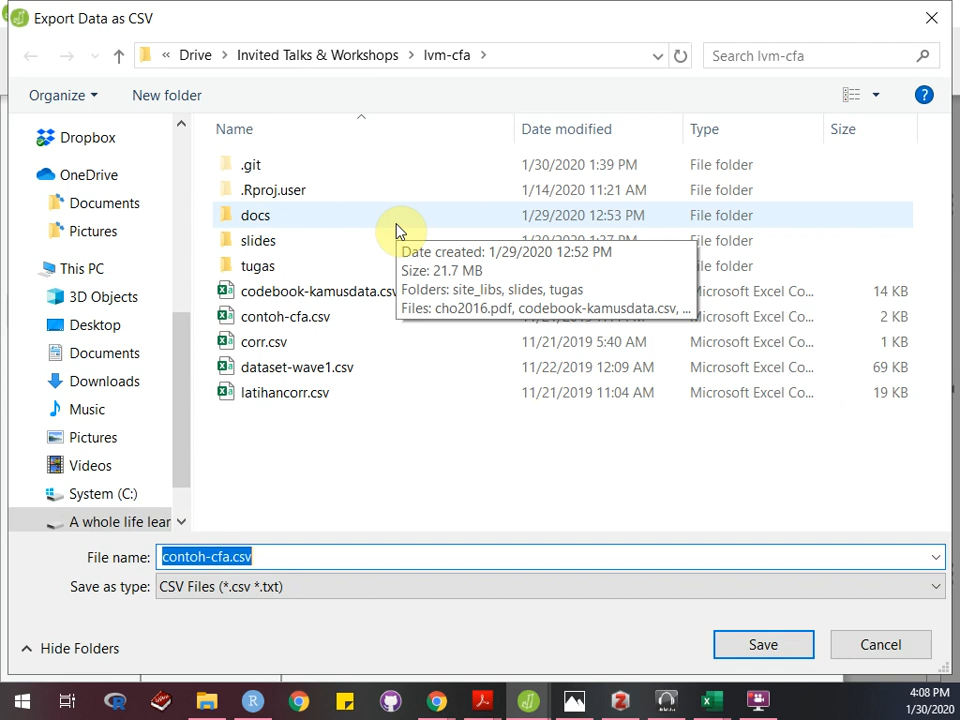 Export Data as CSV
« Drive › Invited Talks & Workshops › lvm-cfa ›
Search lvm-cfa
Organize
New folder
?
Name
Date modified
Type
Size
Dropbox
OneDrive
Documents
Pictures
This PC
3D Objects
Desktop
Documents
Downloads
Music
Pictures
Videos
System (C:)
A whole life lear
.git 1/30/2020 1:39 PM File folder
.Rproj.user 1/14/2020 11:21 AM File folder
docs 1/29/2020 12:53 PM File folder
slides File folder
tugas File folder
codebook-kamusdata.csv Microsoft Excel Co... 14 KB
contoh-cfa.csv Microsoft Excel Co... 2 KB
corr.csv 11/21/2019 5:40 AM Microsoft Excel Co... 1 KB
dataset-wave1.csv 11/22/2019 12:09 AM Microsoft Excel Co... 69 KB
latihancorr.csv 11/21/2019 11:04 AM Microsoft Excel Co... 19 KB
Date created: 1/29/2020 12:52 PM
Size: 21.7 MB
Folders: site_libs, slides, tugas
Files: cho2016.pdf, codebook-kamusdata.csv, ...
File name: contoh-cfa.csv
Save as type: CSV Files (*.csv *.txt)
Hide Folders
Save
Cancel
4:08 PM
1/30/2020